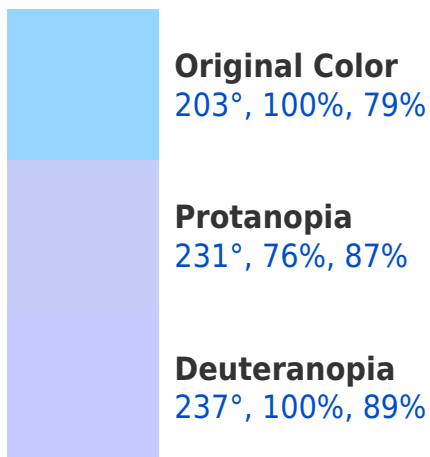 Original Color
203°, 100%, 79%
Protanopia
231°, 76%, 87%
Deuteranopia
237°, 100%, 89%